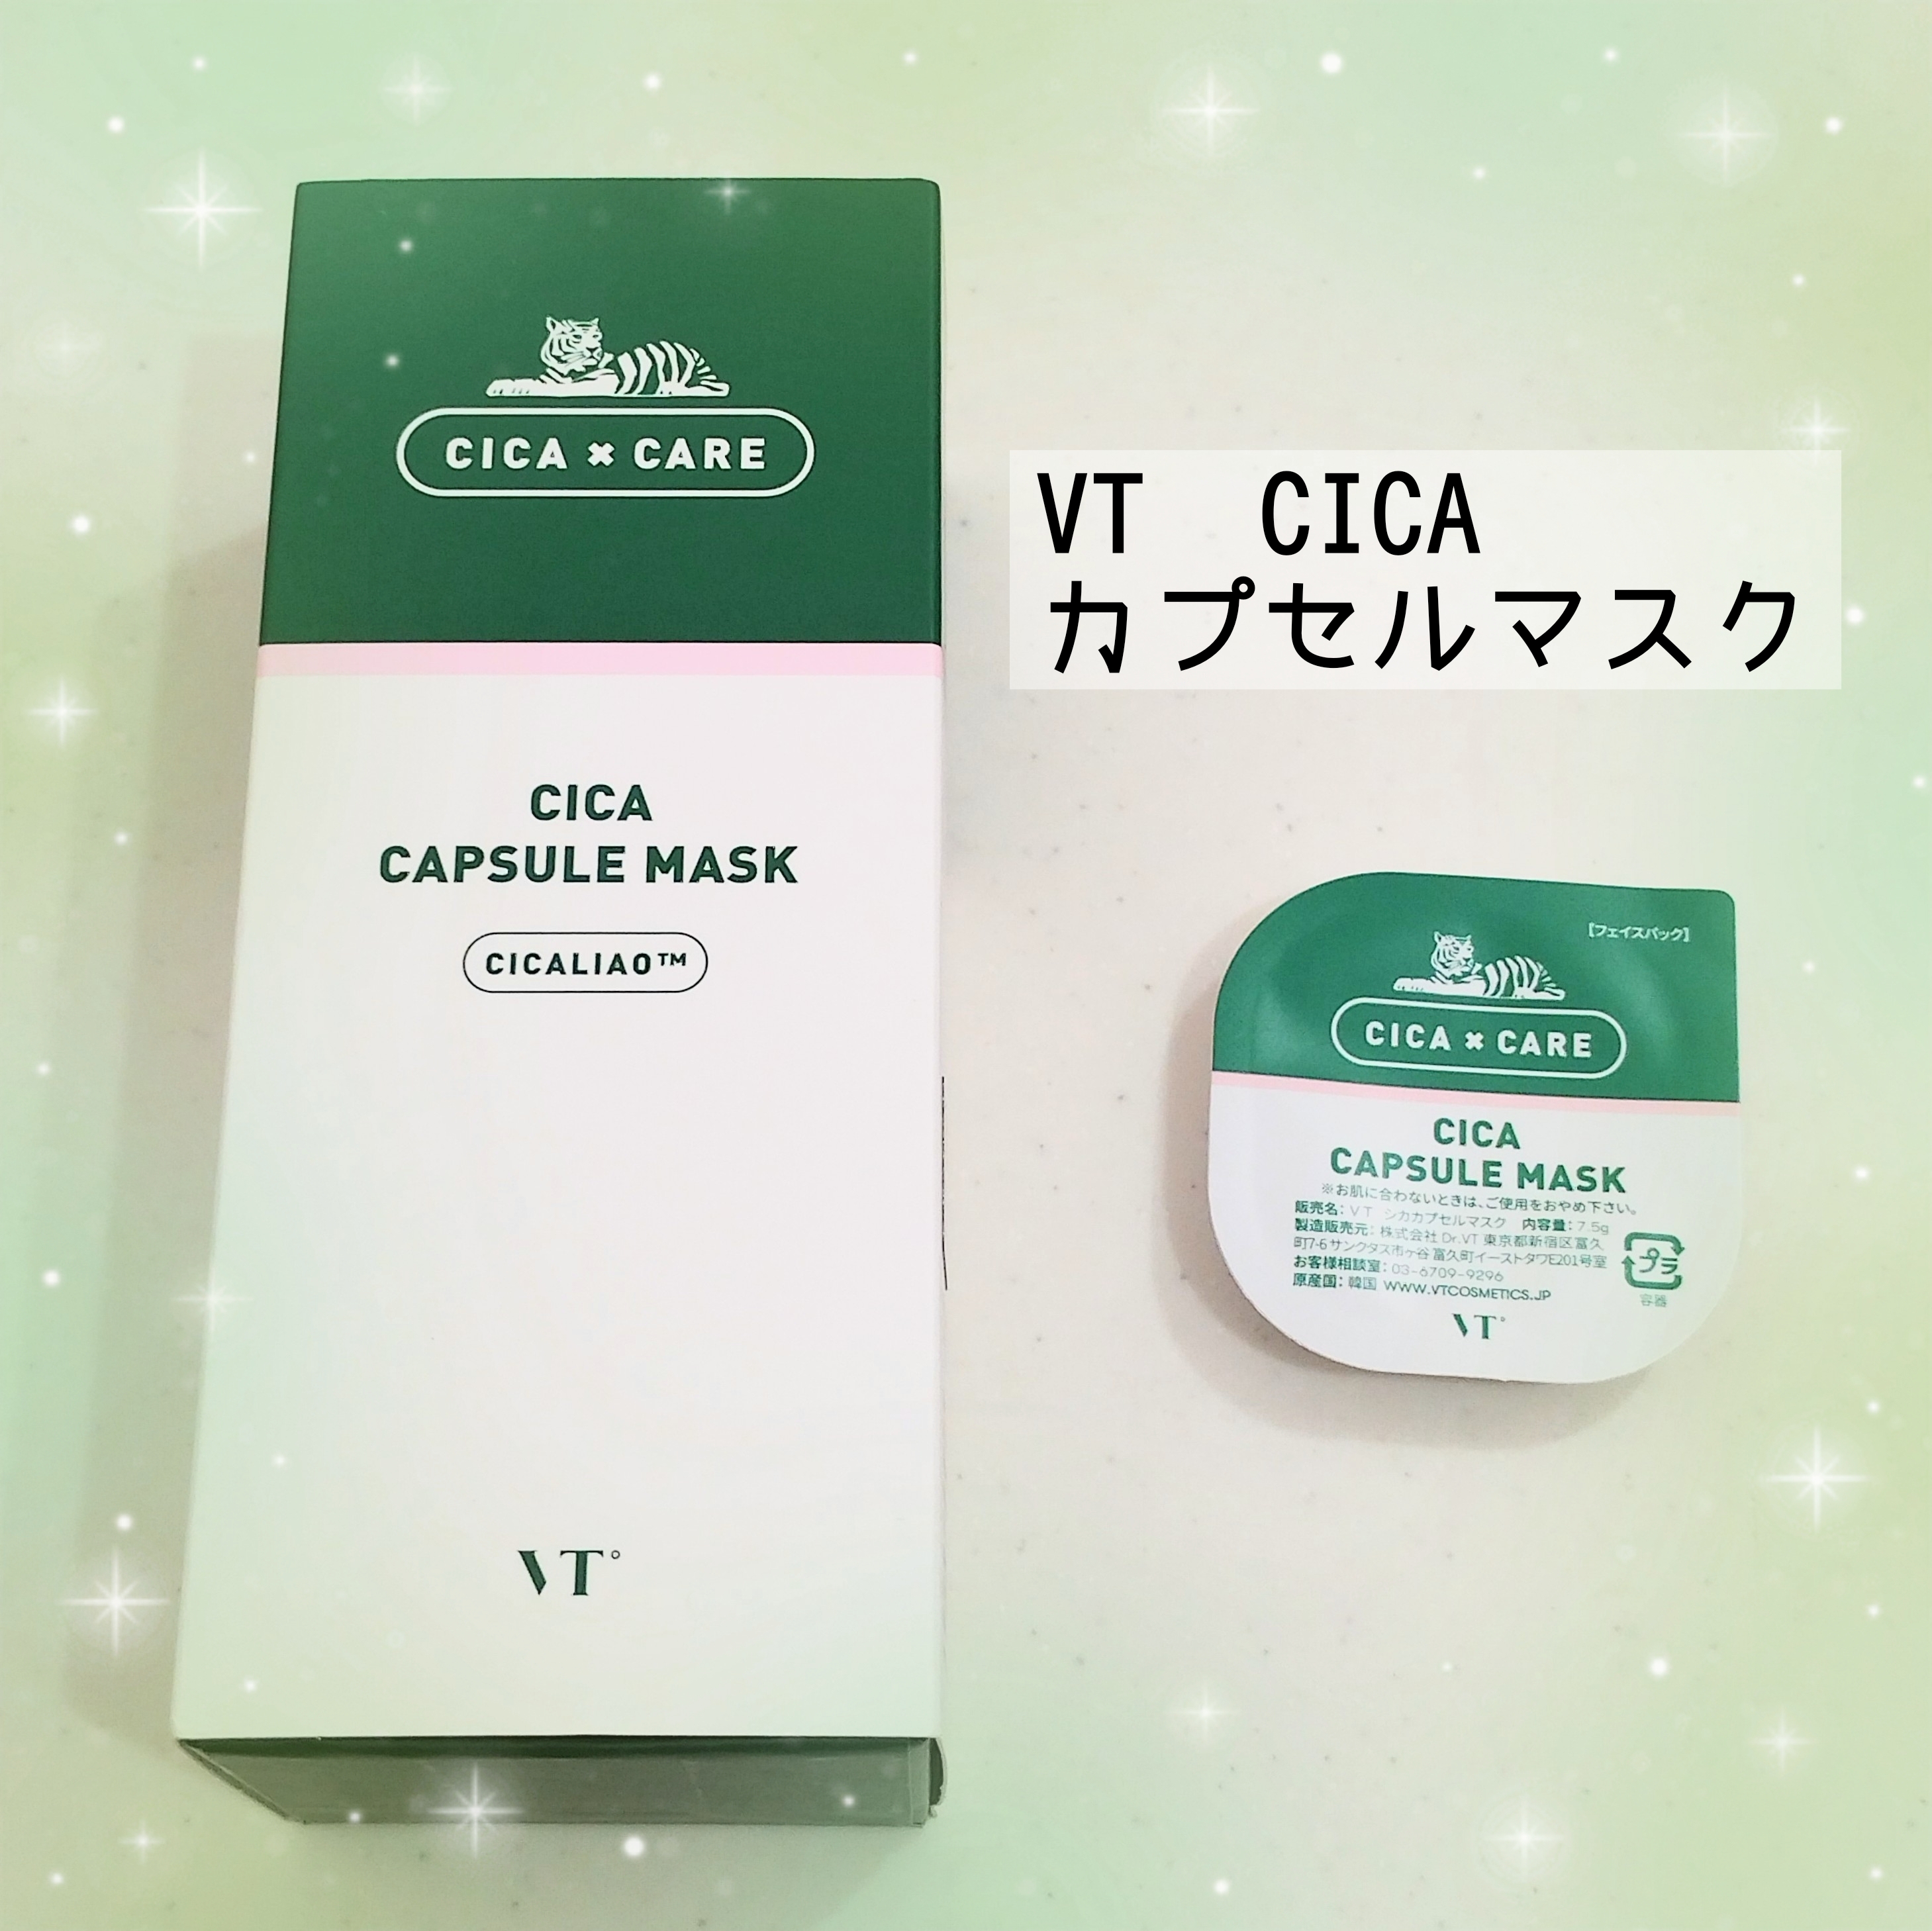 CICA × CARE
CICA
CAPSULE MASK
CICALIAO™
VT
VT CICA
カプセルマスク
【フェイスパック】
CICA × CARE
CICA
CAPSULE MASK
※お肌に合わないときは、ご使用をおやめ下さい。
販売名：VT シカカプセルマスク 内容量：7.5g
製造販売元：株式会社 Dr.VT 東京都新宿区富久
町7-6 サンクタス市ヶ谷 富久町イーストタワE201号室
お客様相談室：03-6709-9296
原産国：韓国 WWW.VTCOSMETICS.JP
プラ
容器
VT